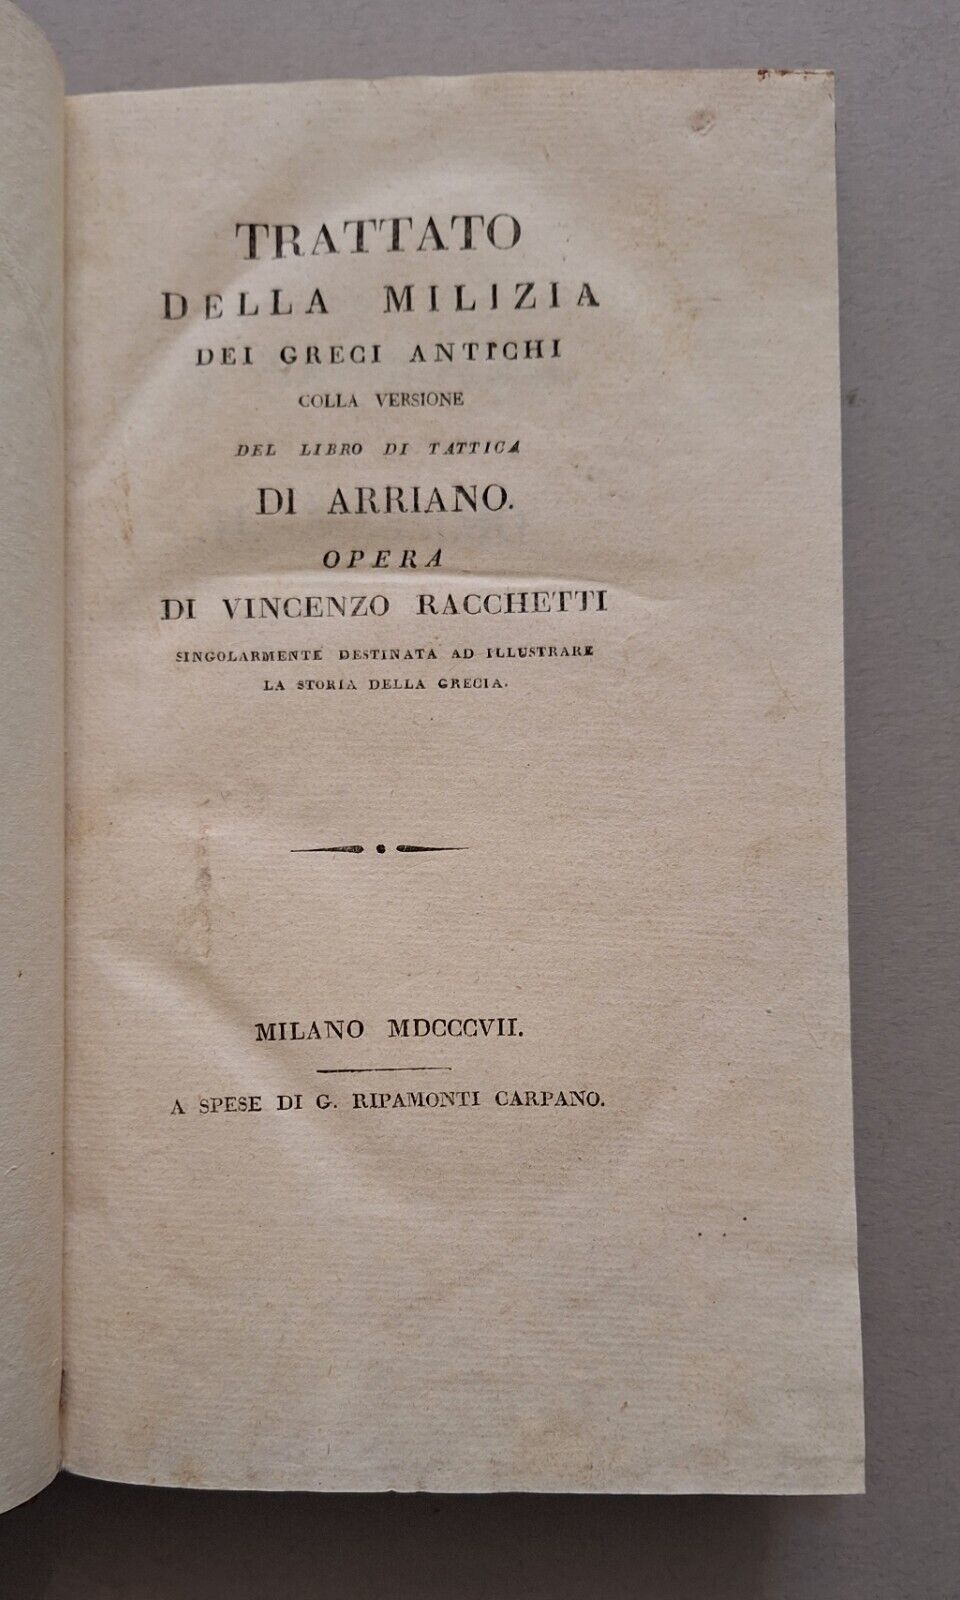 TRATTATO
DELLA MILIZIA
DEI GRECI ANTICHI
COLLA VERSIONE
DEL LIBRO DI TATTICA
DI ARRIANO.
OPERA
DI VINCENZO RACCHETTI
SINGOLARMENTE DESTINATA AD ILLUSTRARE
LA STORIA DELLA GRECIA.
MILANO MDCCCVII.
A SPESE DI G. RIPAMONTI CARPANO.